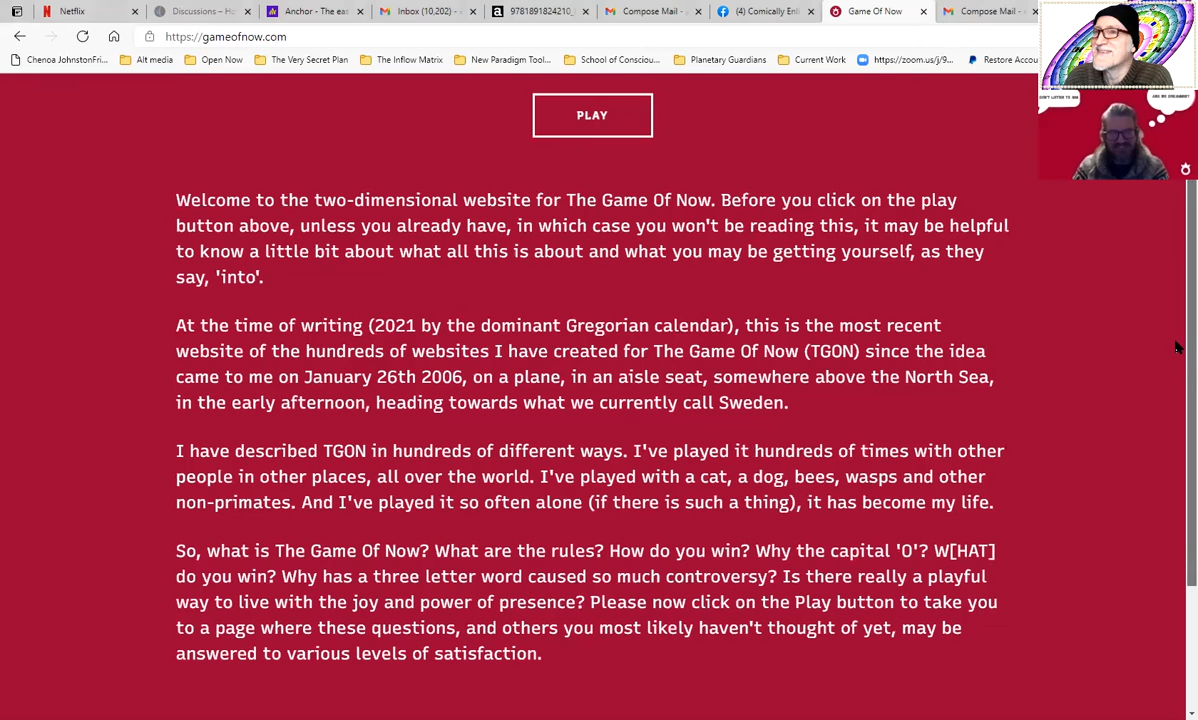 Netflix
Discussions – Ho
Anchor - The eas
Inbox (10,202) -
9781891824210_
Compose Mail -
(4) Comically Enl
Game Of Now
Compose Mail -
https://gameofnow.com
Chenoa JohnstonFri...
Alt media
Open Now
The Very Secret Plan
The Inflow Matrix
New Paradigm Tool...
School of Consciou...
Planetary Guardians
Current Work
https://zoom.us/j/9...
Restore Accou
PLAY
Welcome to the two-dimensional website for The Game Of Now. Before you click on the play
button above, unless you already have, in which case you won't be reading this, it may be helpful
to know a little bit about what all this is about and what you may be getting yourself, as they
say, 'into'.
At the time of writing (2021 by the dominant Gregorian calendar), this is the most recent
website of the hundreds of websites I have created for The Game Of Now (TGON) since the idea
came to me on January 26th 2006, on a plane, in an aisle seat, somewhere above the North Sea,
in the early afternoon, heading towards what we currently call Sweden.
I have described TGON in hundreds of different ways. I've played it hundreds of times with other
people in other places, all over the world. I've played with a cat, a dog, bees, wasps and other
non-primates. And I've played it so often alone (if there is such a thing), it has become my life.
So, what is The Game Of Now? What are the rules? How do you win? Why the capital 'O'? W[HAT]
do you win? Why has a three letter word caused so much controversy? Is there really a playful
way to live with the joy and power of presence? Please now click on the Play button to take you
to a page where these questions, and others you most likely haven't thought of yet, may be
answered to various levels of satisfaction.